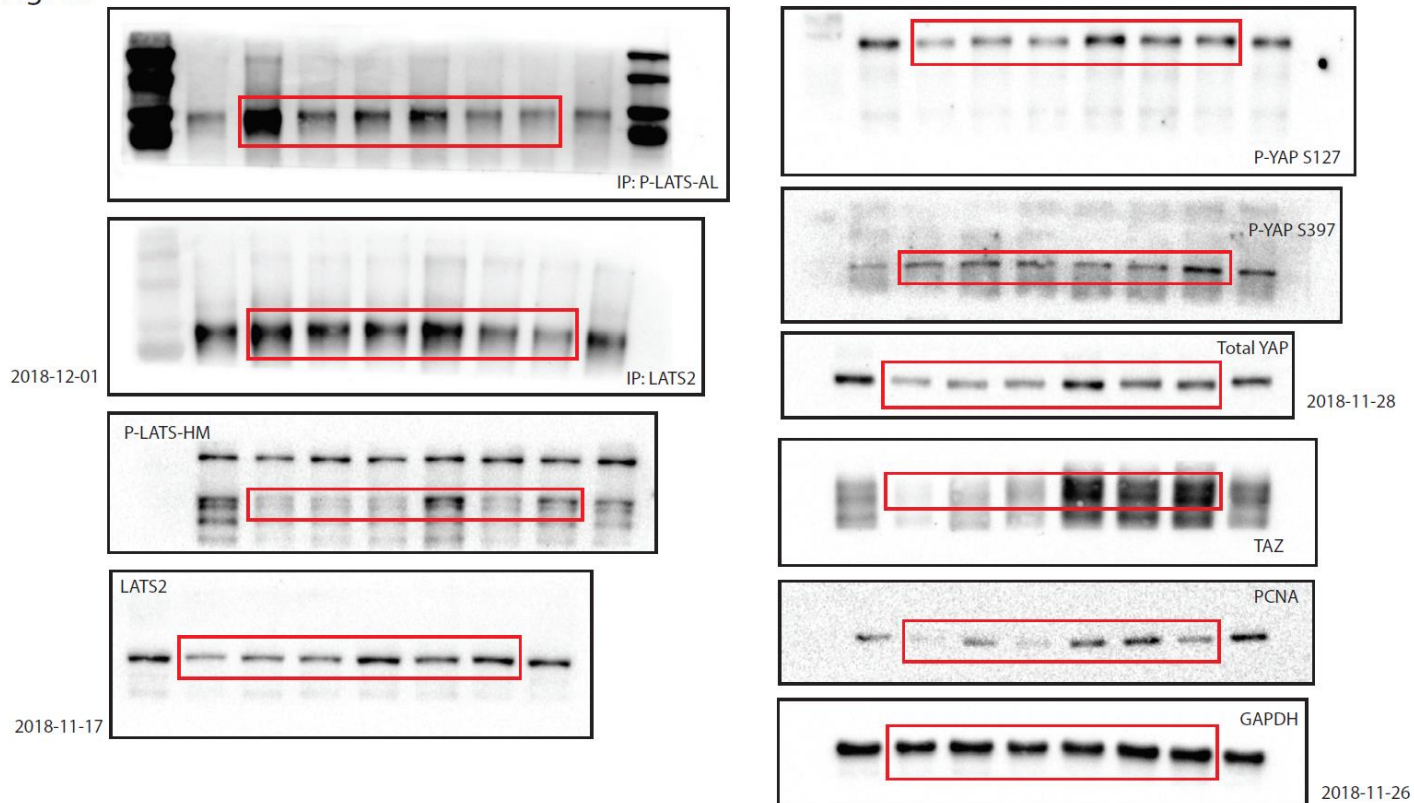 IP: P-LATS-AL
2018-12-01
IP: LATS2
P-LATS-HM
LATS2
2018-11-17
P-YAP S127
P-YAP S397
Total YAP
2018-11-28
TAZ
PCNA
GAPDH
2018-11-26